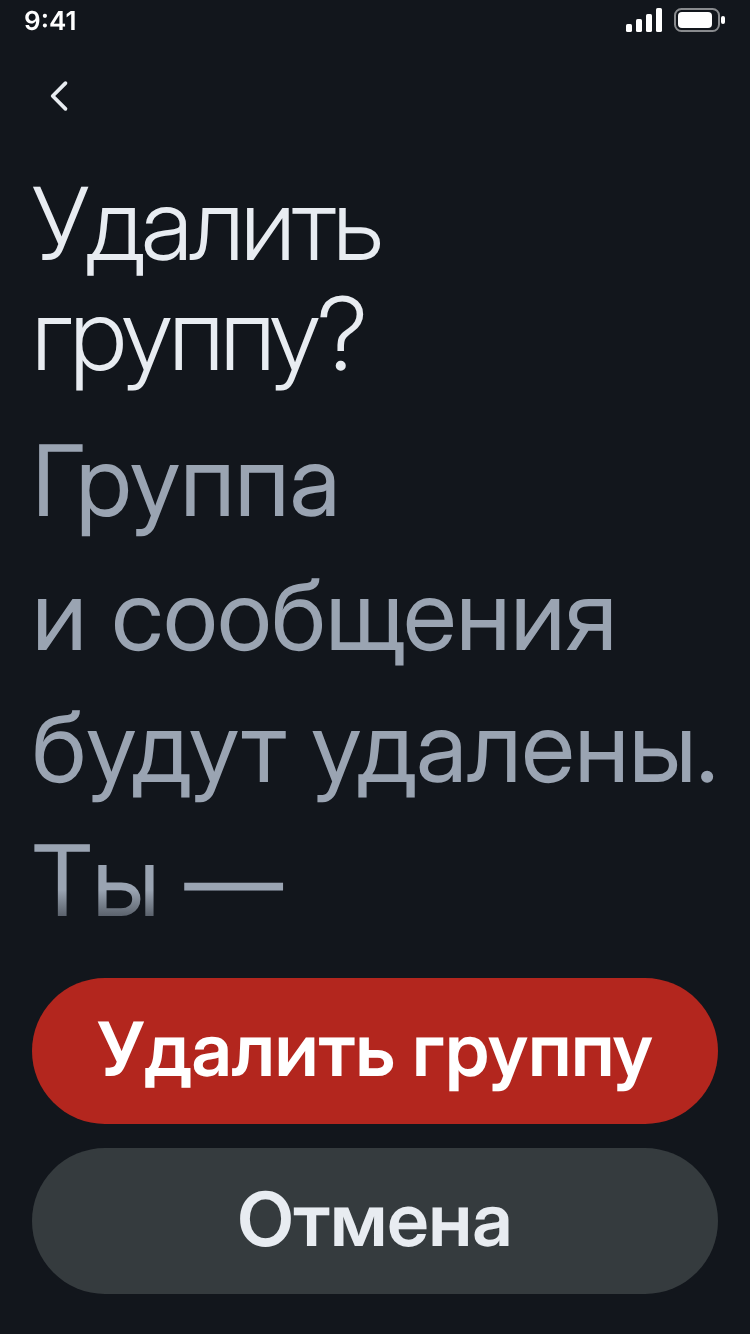 9:41
Удалить
группу?
Группа
и сообщения
будут удалены.
Ты —
Удалить группу
Отмена